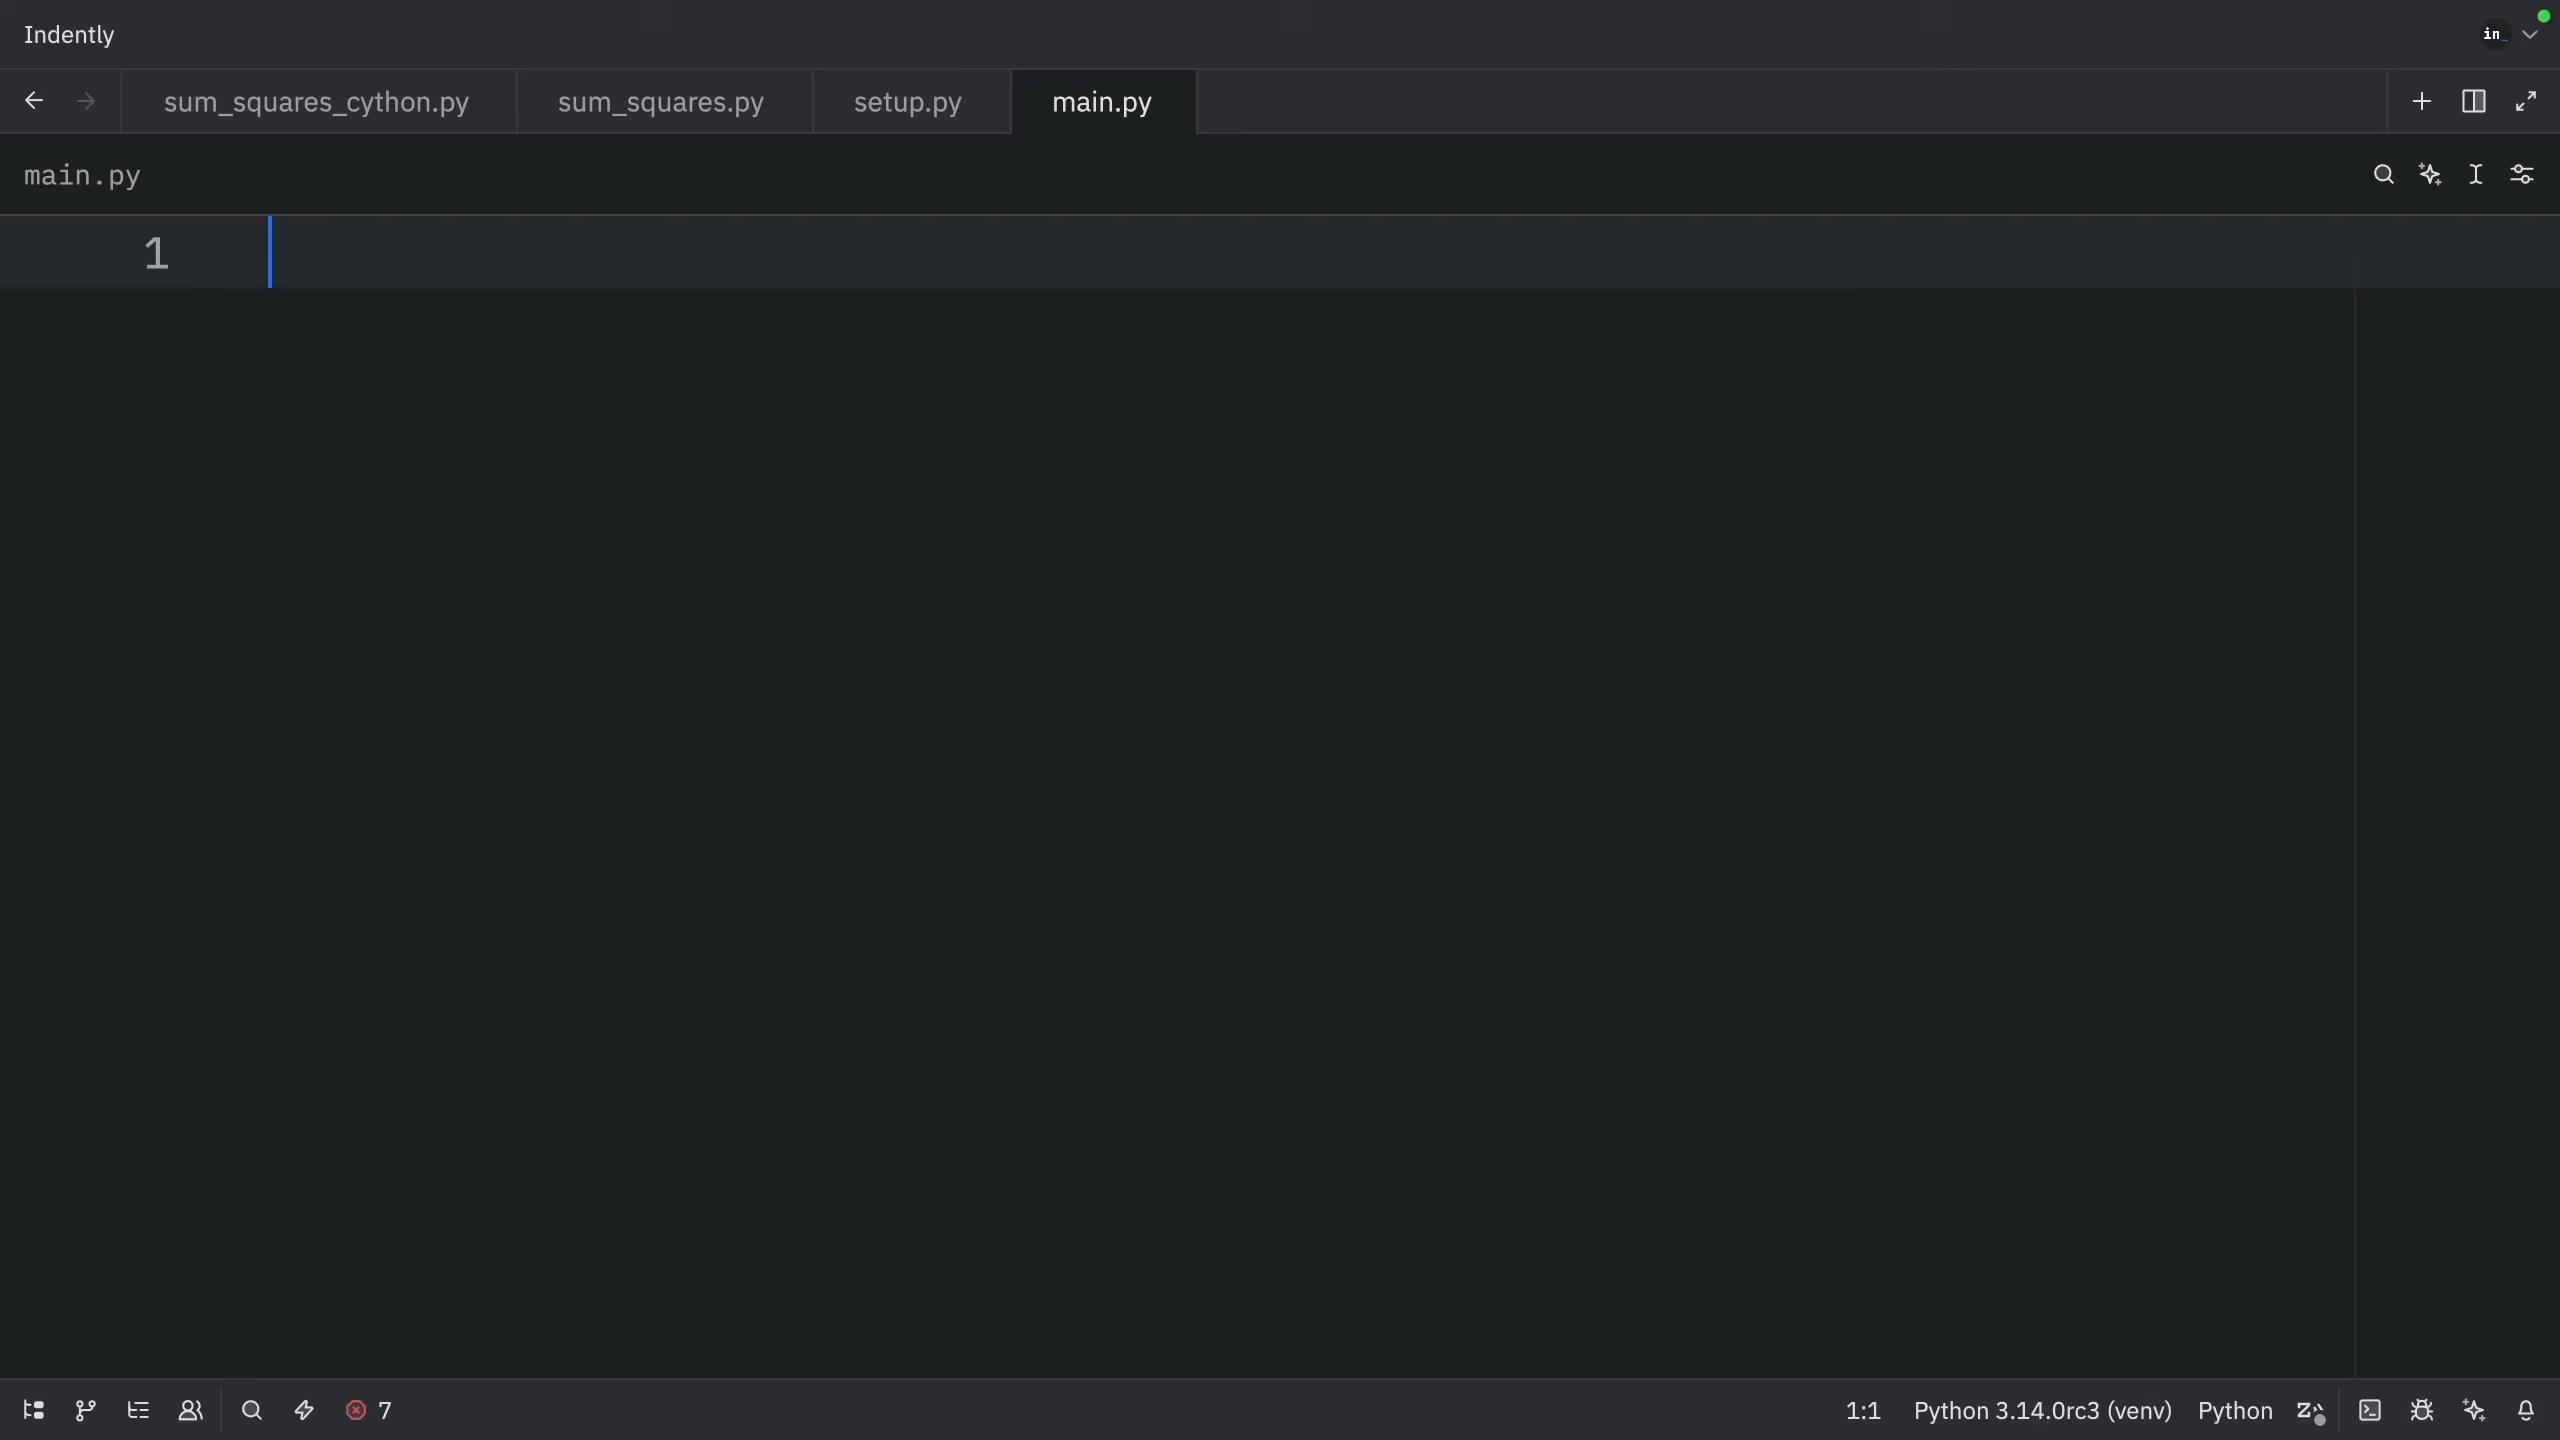 Indently
in_
sum_squares_cython.py
sum_squares.py
setup.py
main.py
main.py
1
7
1:1
Python 3.14.0rc3 (venv)
Python